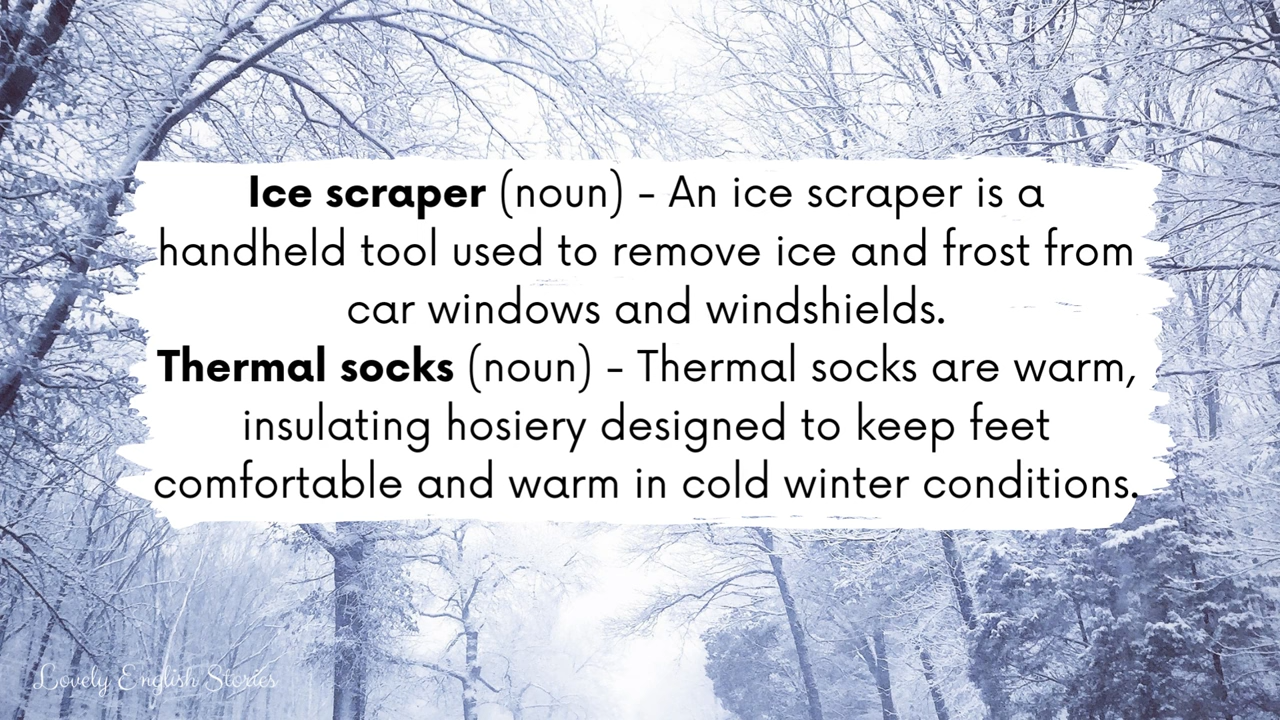 Ice scraper (noun) – An ice scraper is a
handheld tool used to remove ice and frost from
car windows and windshields.
Thermal socks (noun) – Thermal socks are warm,
insulating hosiery designed to keep feet
comfortable and warm in cold winter conditions.
Lovely English Stories